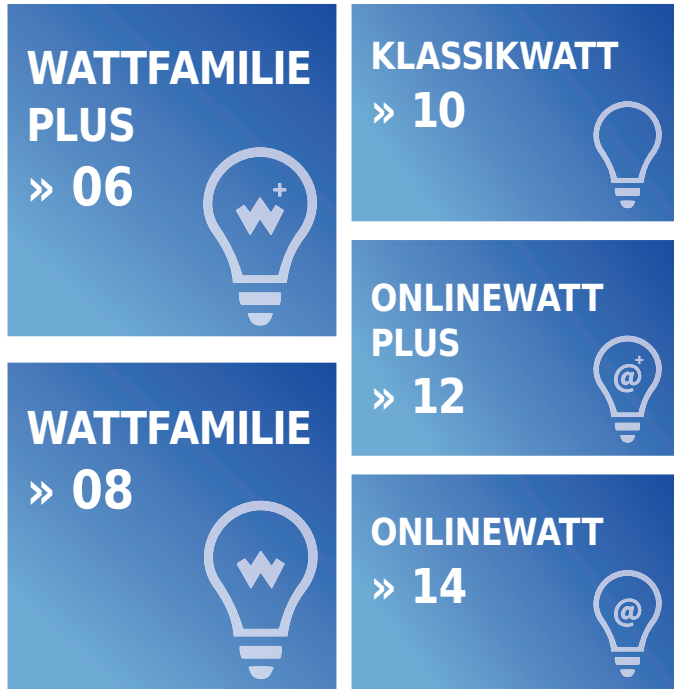 WATTFAMILIE
PLUS
» 06
W+
WATTFAMILIE
» 08
W
KLASSIKWATT
» 10
ONLINEWATT
PLUS
» 12
@+
ONLINEWATT
» 14
@